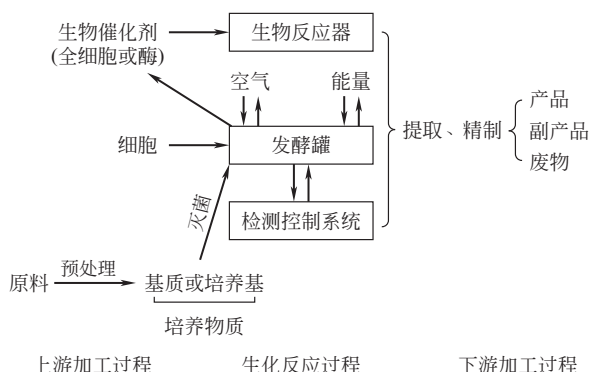 生物催化剂
(全细胞或酶)
生物反应器
空气
能量
细胞
发酵罐
提取、精制
产品
副产品
废物
灭菌
检测控制系统
原料
预处理
基质或培养基
培养物质
上游加工过程
生化反应过程
下游加工过程